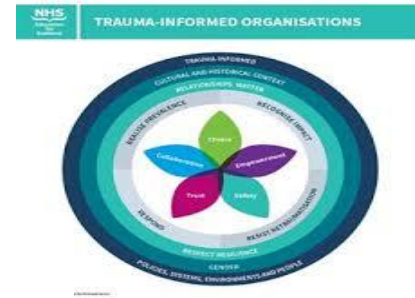 NHS
Education
for
Scotland
TRAUMA-INFORMED ORGANISATIONS
TRAUMA-INFORMED
CULTURAL AND HISTORICAL CONTEXT
RELATIONSHIPS MATTER
REALISE PREVALENCE
RECOGNISE IMPACT
Choice
Collaboration
Empowerment
Trust
Safety
RESPOND
RESIST RETRAUMATISATION
RESPECT RESILIENCE
GENDER
POLICIES, SYSTEMS, ENVIRONMENTS AND PEOPLE